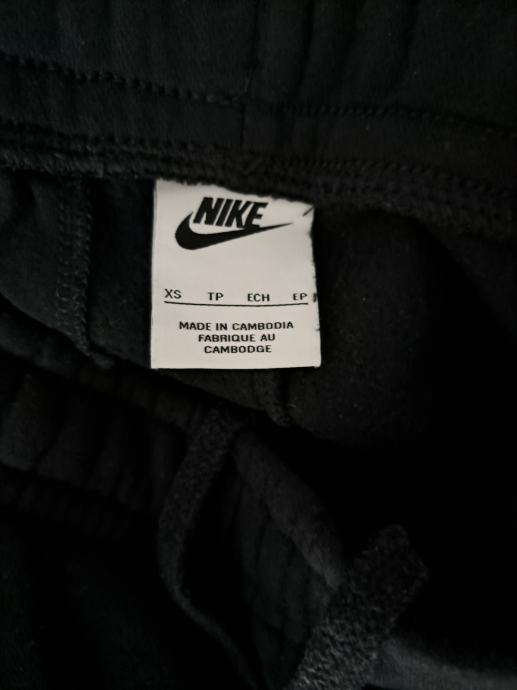 NIKE
XS TP ECH EP
MADE IN CAMBODIA
FABRIQUE AU
CAMBODGE